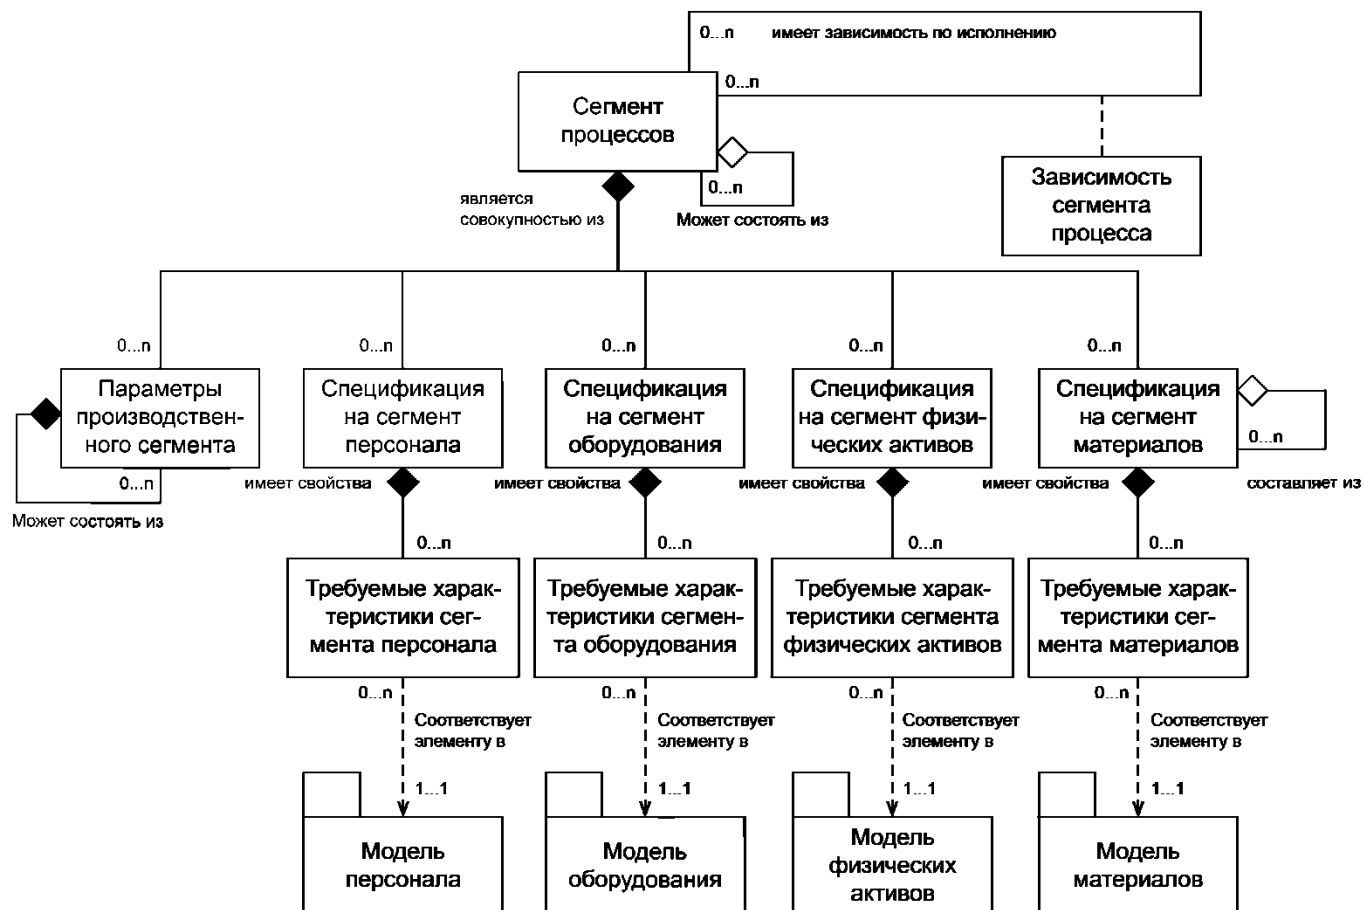 0...n имеет зависимость по исполнению
0...n
Сегмент
процессов
0...n
Может состоять из
является
совокупностью из
Зависимость
сегмента
процесса
0...n
0...n
0...n
0...n
0...n
Параметры
производствен-
ного сегмента
0...n
Может состоять из
Спецификация
на сегмент
персонала
Спецификация
на сегмент
оборудования
Спецификация
на сегмент физи-
ческих активов
Спецификация
на сегмент
материалов
0...n
составляет из
имеет свойства
имеет свойства
имеет свойства
имеет свойства
0...n
0...n
0...n
0...n
Требуемые харак-
теристики сег-
мента персонала
Требуемые харак-
теристики сегмен-
та оборудования
Требуемые харак-
теристики сегмента
физических активов
Требуемые харак-
теристики сег-
мента материалов
0...n
0...n
0...n
0...n
Соответствует
элементу в
Соответствует
элементу в
Соответствует
элементу в
Соответствует
элементу в
1...1
1...1
1...1
1...1
Модель
персонала
Модель
оборудования
Модель
физических
активов
Модель
материалов